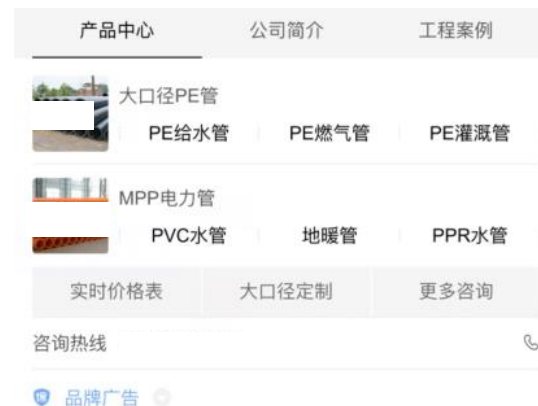 产品中心 公司简介 工程案例
大口径PE管
PE给水管 PE燃气管 PE灌溉管
MPP电力管
PVC水管 地暖管 PPR水管
实时价格表 大口径定制 更多咨询
咨询热线
品牌广告